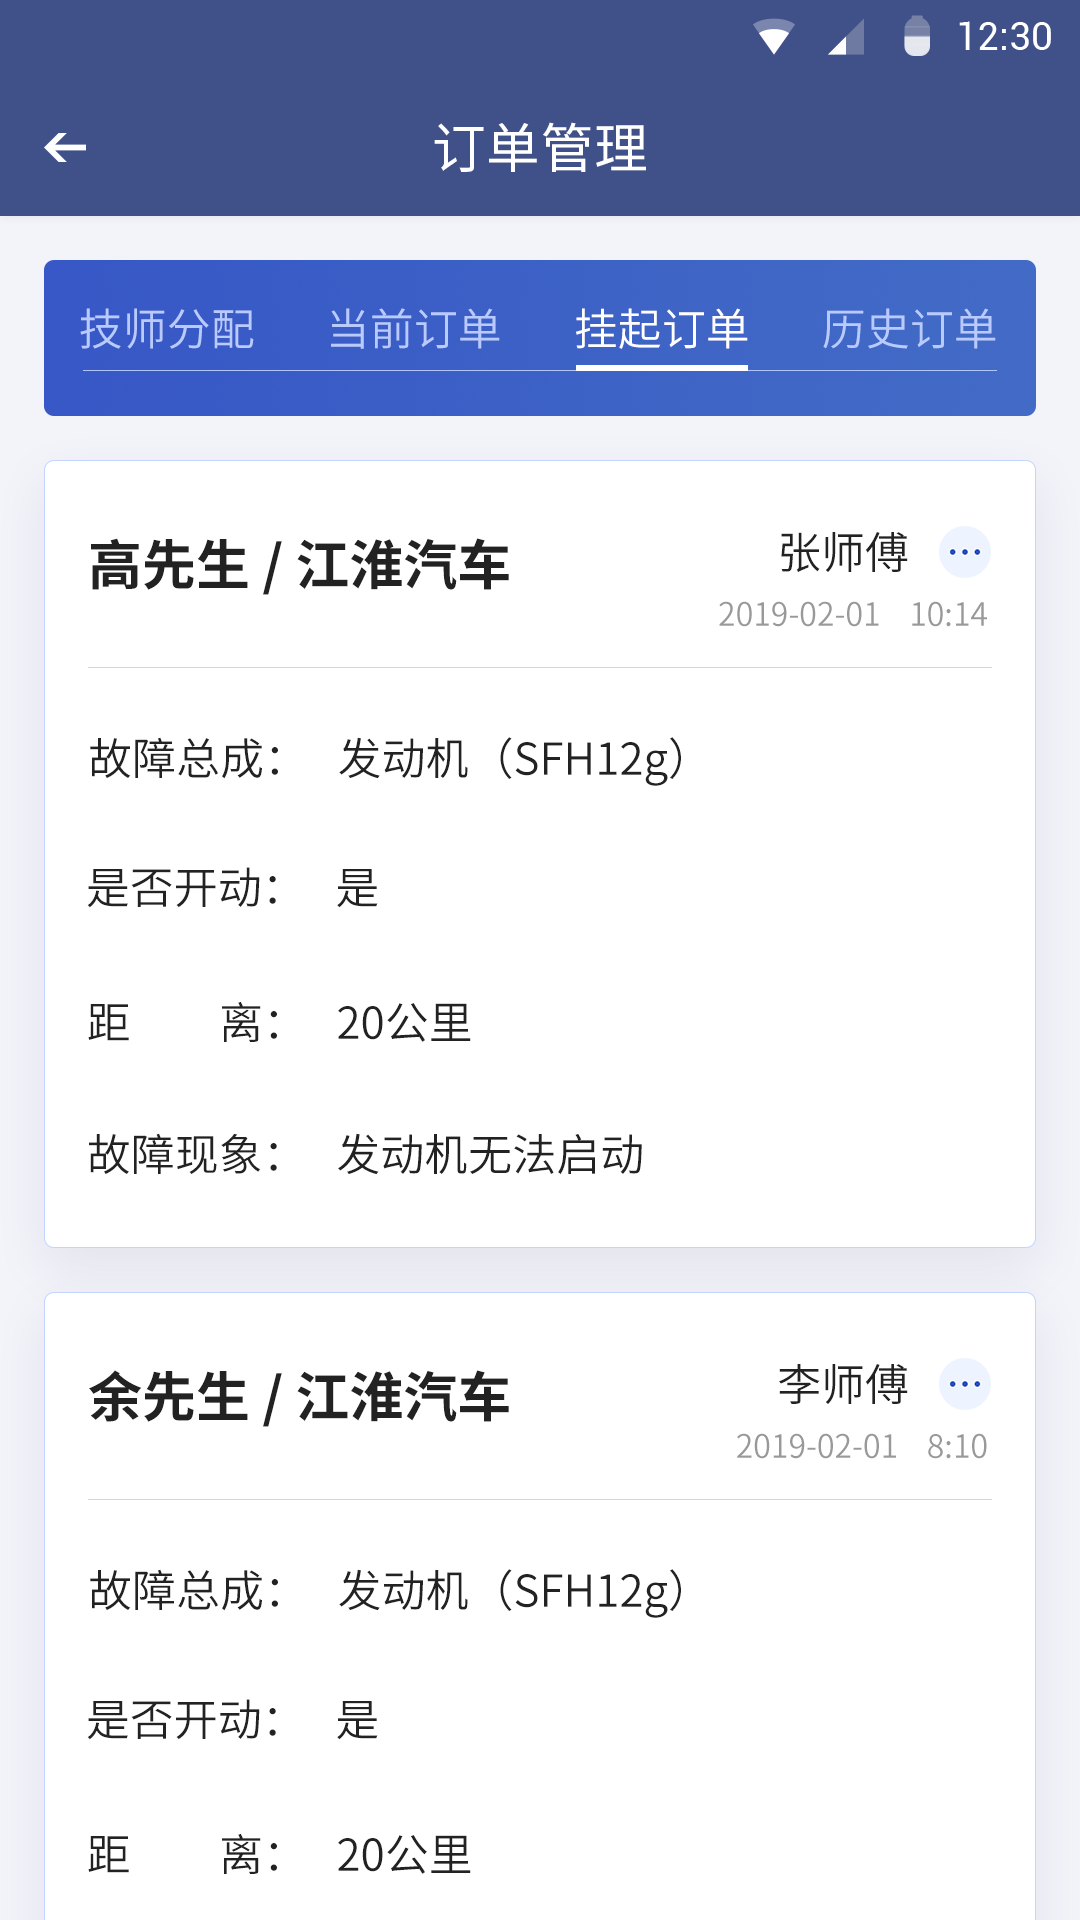 12:30
订单管理
技师分配 当前订单 挂起订单 历史订单
高先生 / 江淮汽车 张师傅
2019-02-01 10:14
故障总成： 发动机（SFH12g）
是否开动： 是
距 离： 20公里
故障现象： 发动机无法启动
余先生 / 江淮汽车 李师傅
2019-02-01 8:10
故障总成： 发动机（SFH12g）
是否开动： 是
距 离： 20公里